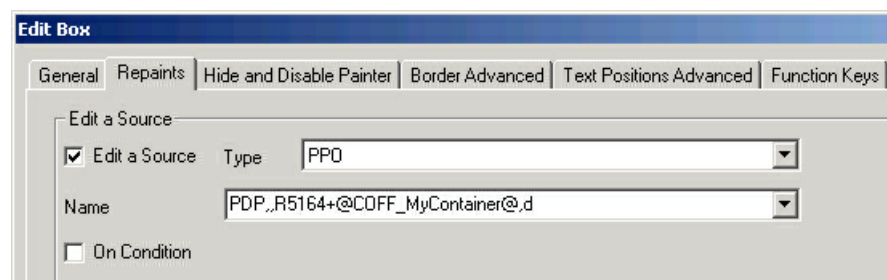 Edit Box
General Repaints Hide and Disable Painter Border Advanced Text Positions Advanced Function Keys
Edit a Source
Edit a Source Type PPO
Name PDP,,R5164+@COFF_MyContainer@,d
On Condition